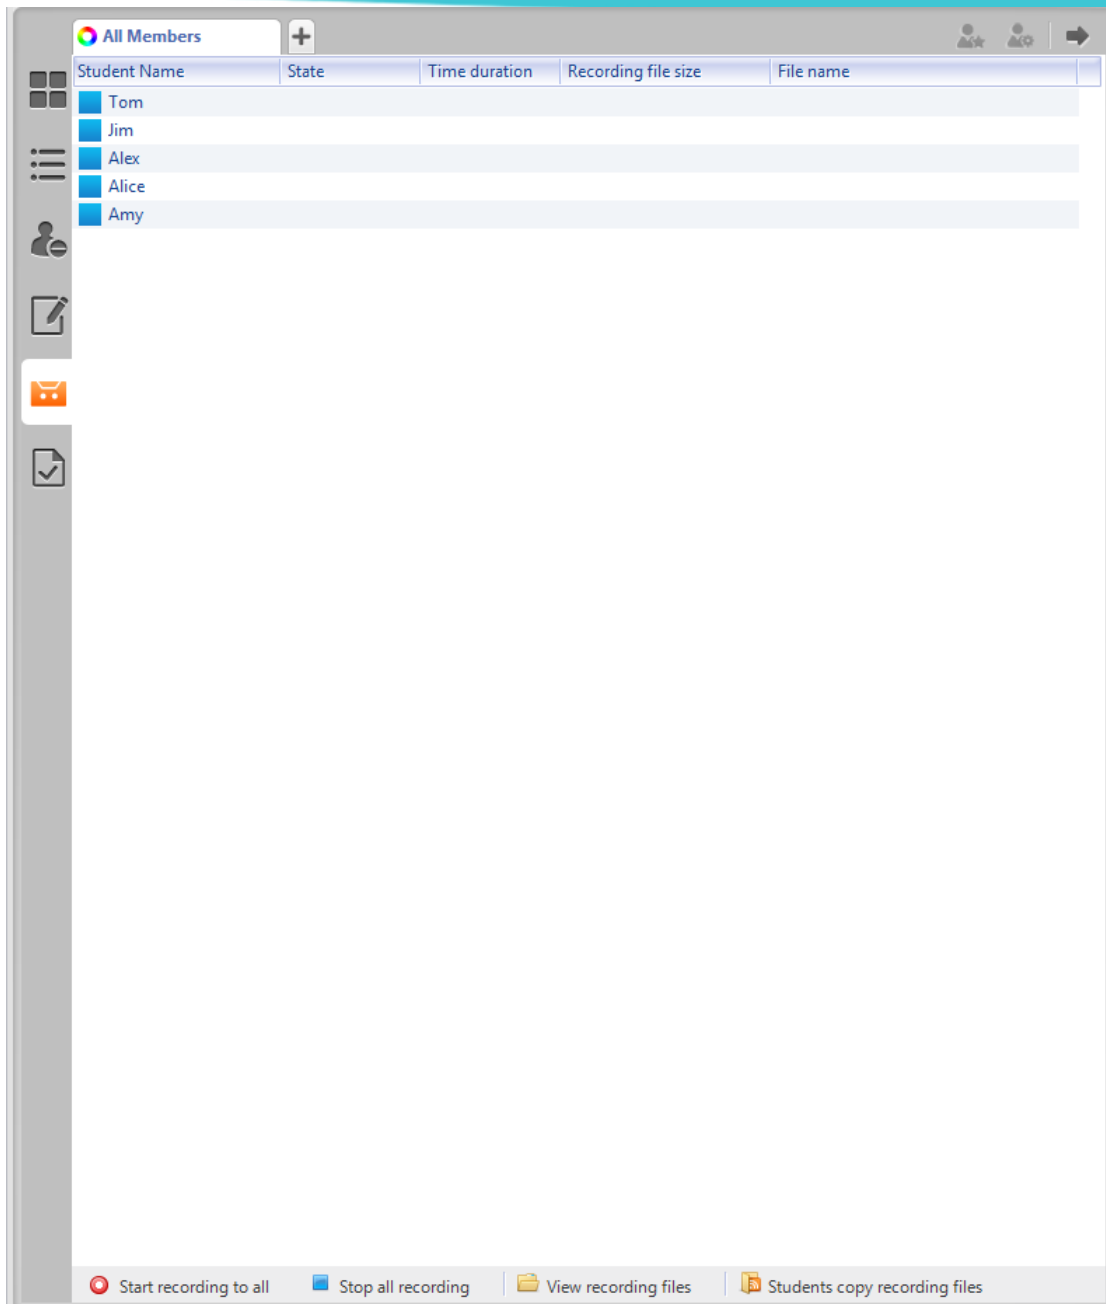 All Members
Student Name State Time duration Recording file size File name
Tom
Jim
Alex
Alice
Amy
Start recording to all Stop all recording View recording files Students copy recording files